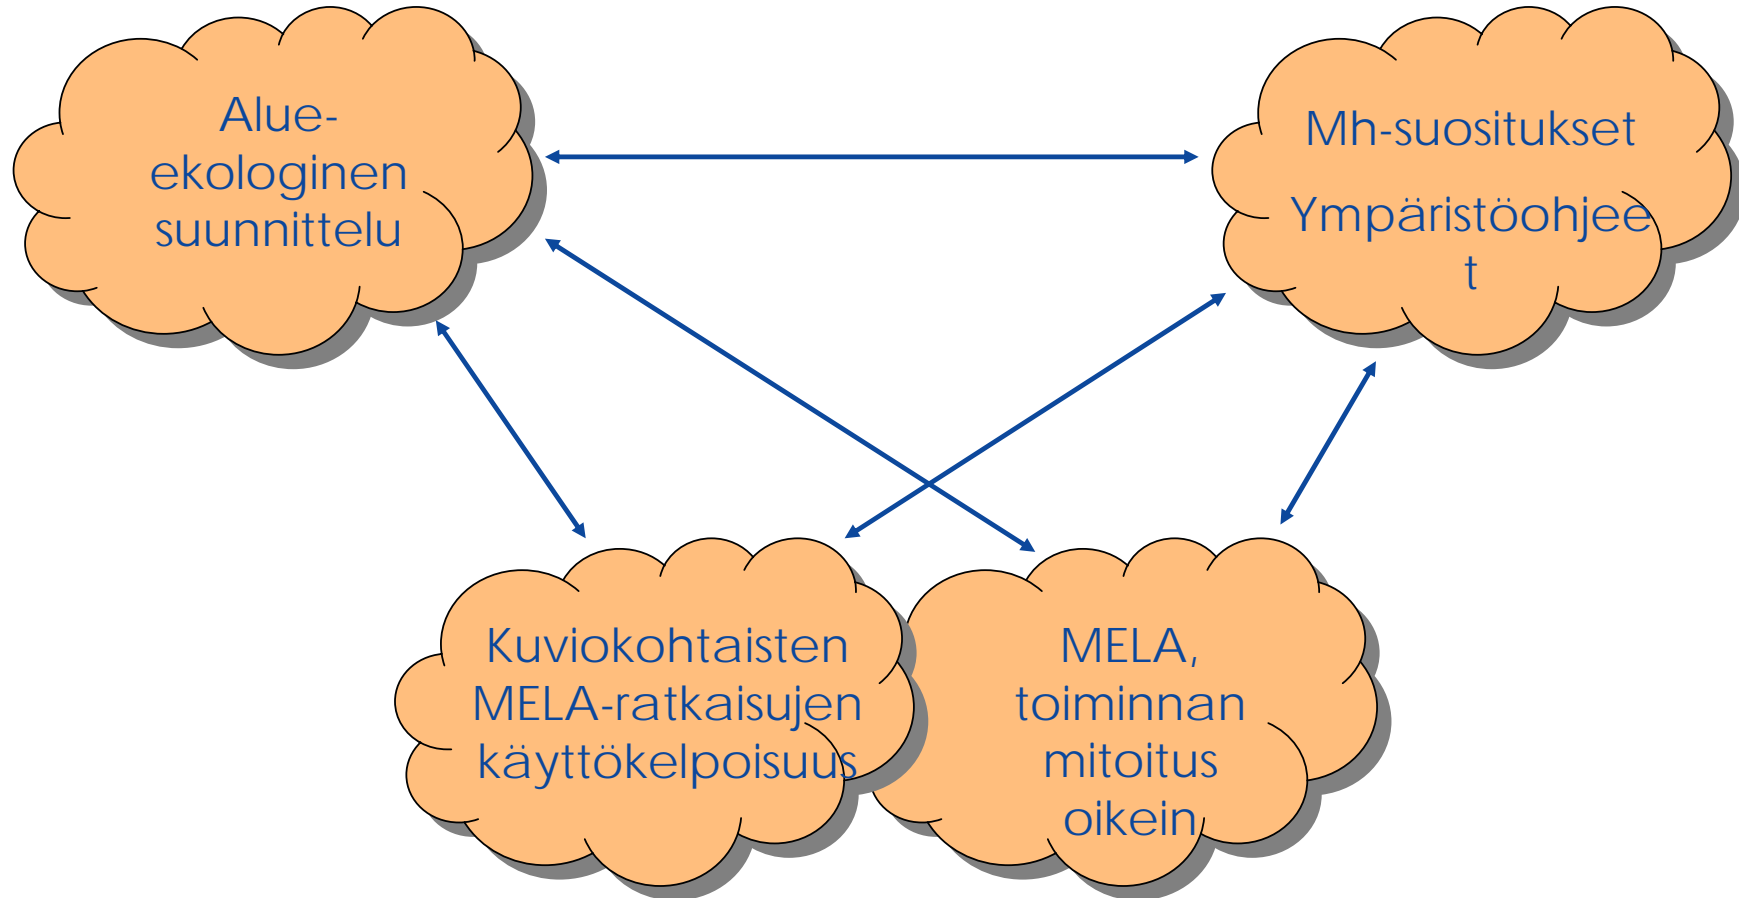 Alue-
ekologinen
suunnittelu
Mh-suositukset
Ympäristöohjee
t
Kuviokohtaisten
MELA-ratkaisujen
käyttökelpoisuus
MELA,
toiminnan
mitoitus
oikein